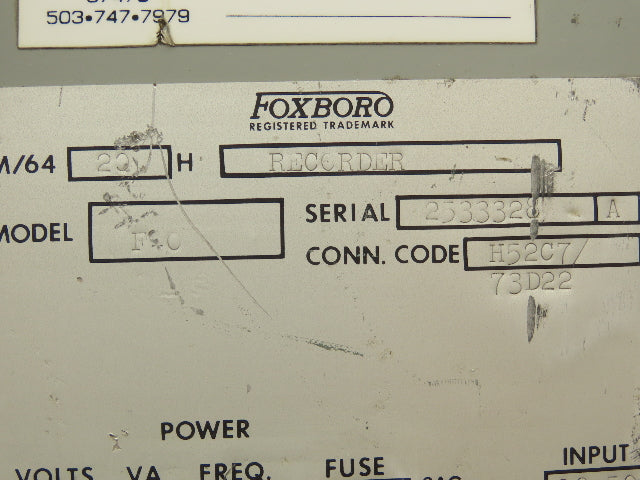 503•747•7979
FOXBORO
REGISTERED TRADEMARK
M/64 20 H RECORDER
MODEL SERIAL 2533328 A
CONN. CODE H52C7/
73D22
POWER
VOLTS VA FREQ. FUSE INPUT